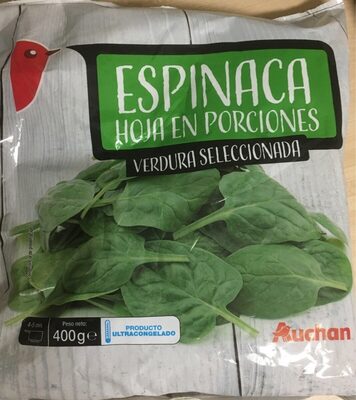 ESPINACA
HOJA EN PORCIONES
VERDURA SELECCIONADA
Peso neto:
400g e
PRODUCTO
ULTRACONGELADO
Auchan